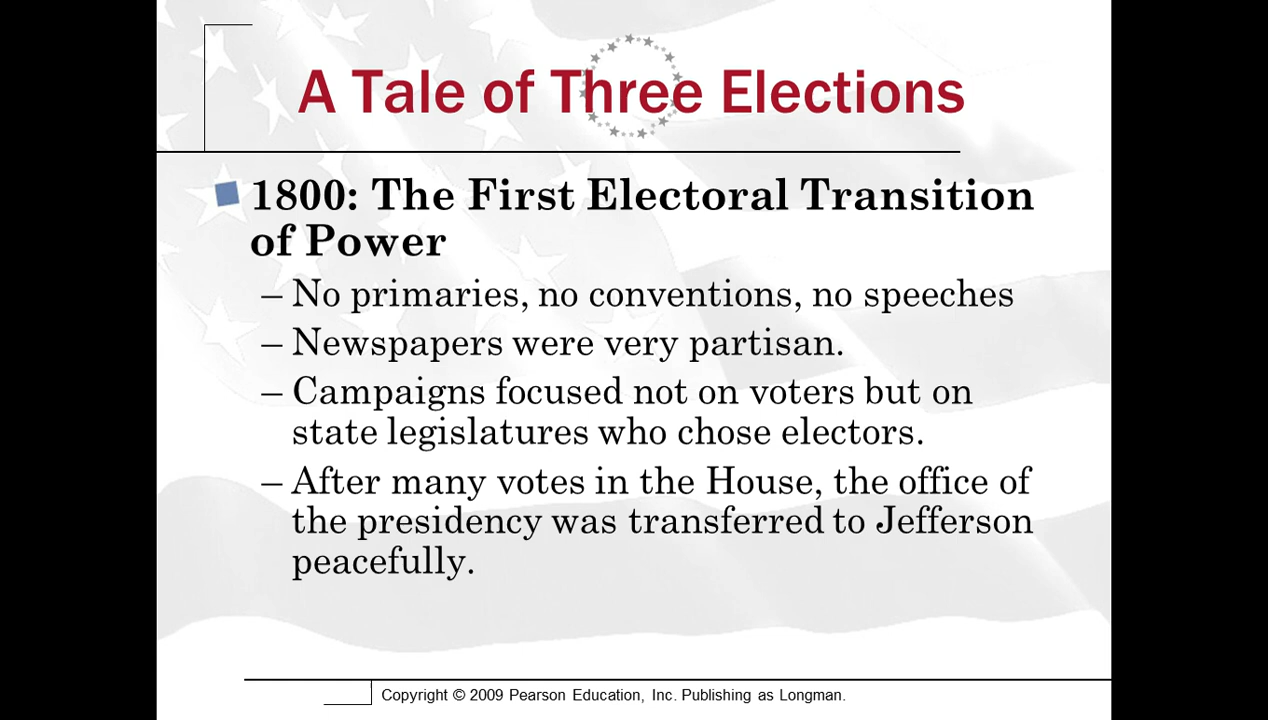 A Tale of Three Elections
1800: The First Electoral Transition
of Power
– No primaries, no conventions, no speeches
– Newspapers were very partisan.
– Campaigns focused not on voters but on
state legislatures who chose electors.
– After many votes in the House, the office of
the presidency was transferred to Jefferson
peacefully.
Copyright © 2009 Pearson Education, Inc. Publishing as Longman.